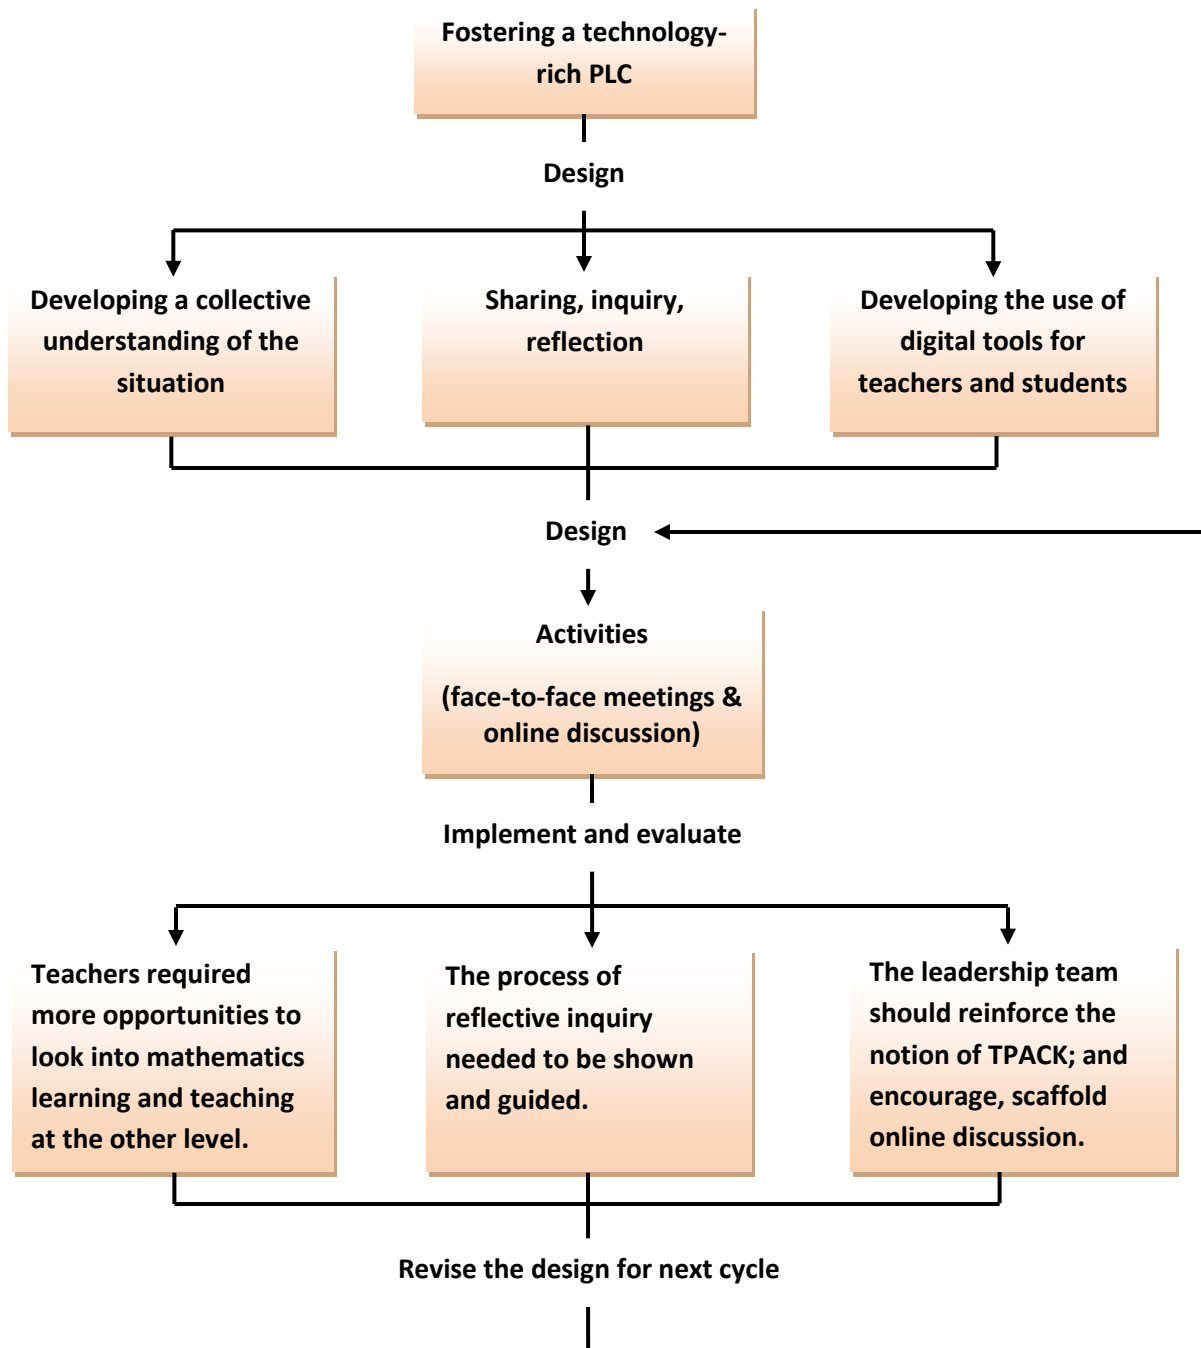 Fostering a technology-
rich PLC
Design
Developing a collective
understanding of the
situation
Sharing, inquiry,
reflection
Developing the use of
digital tools for
teachers and students
Design
Activities
(face-to-face meetings &
online discussion)
Implement and evaluate
Teachers required
more opportunities to
look into mathematics
learning and teaching
at the other level.
The process of
reflective inquiry
needed to be shown
and guided.
The leadership team
should reinforce the
notion of TPACK; and
encourage, scaffold
online discussion.
Revise the design for next cycle